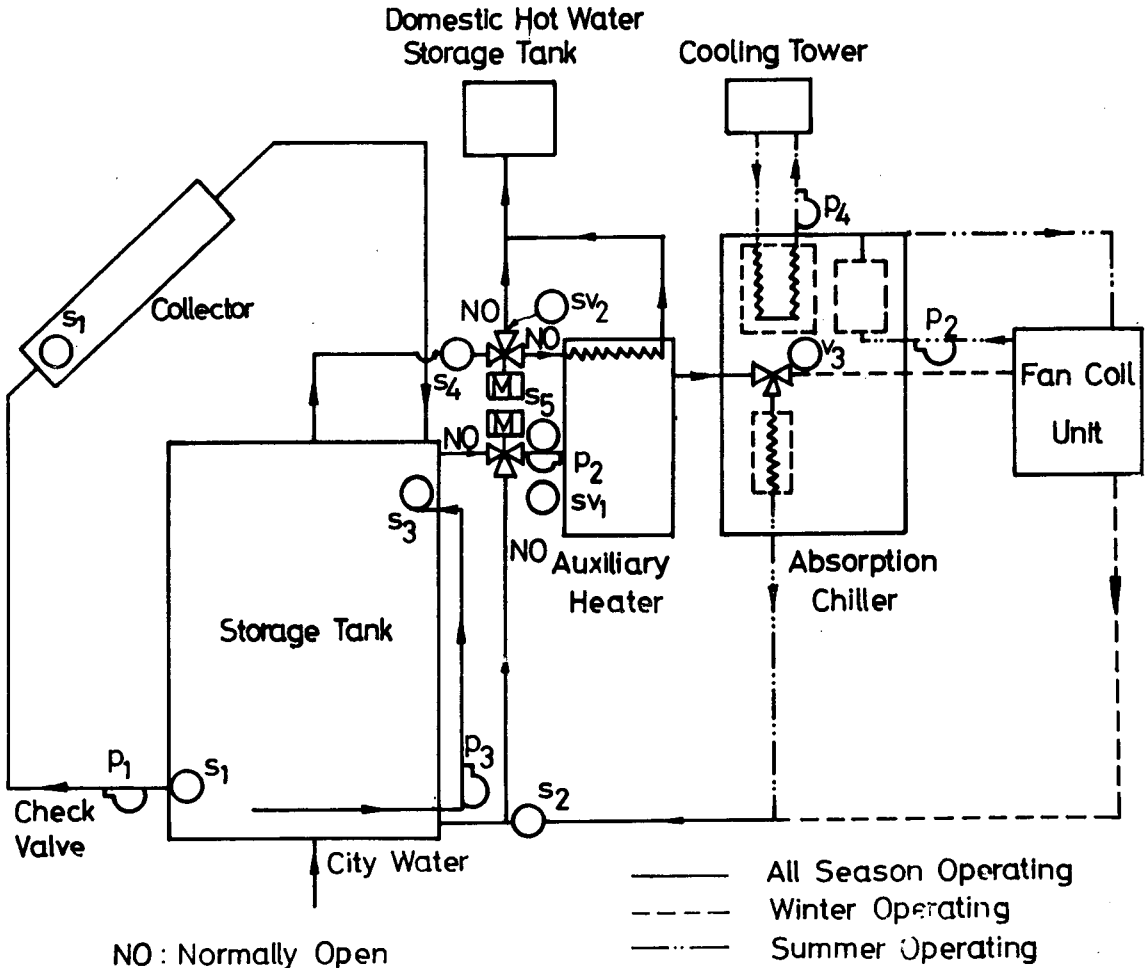 Domestic Hot Water
Storage Tank
Cooling Tower
P4
Collector
s1
NO
sv2
NO
s4
M
s5
M
NO
P2
sv1
s3
NO
v3
P2
Fan Coil
Unit
Auxiliary
Heater
Absorption
Chiller
Storage Tank
P1
s1
P3
s2
Check
Valve
City Water
NO : Normally Open
All Season Operating
Winter Operating
Summer Operating